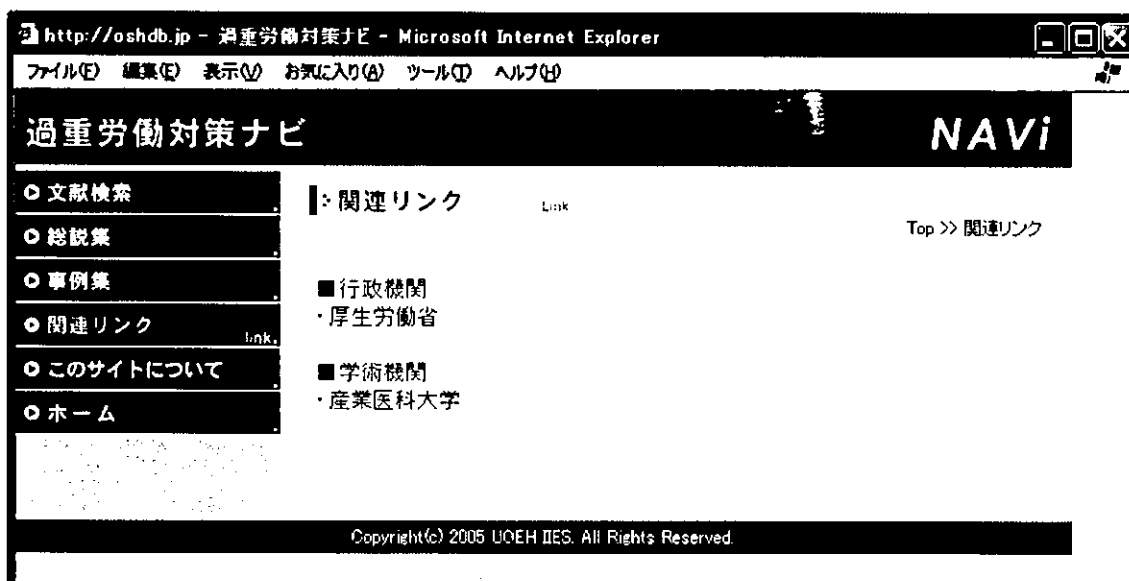 http://oshdb.jp - 過重労働対策ナビ - Microsoft Internet Explorer
ファイル(F) 編集(E) 表示(V) お気に入り(A) ツール(T) ヘルプ(H)
過重労働対策ナビ
NAVi
文献検索
総説集
事例集
関連リンク link
このサイトについて
ホーム
関連リンク Link
Top >> 関連リンク
■行政機関
・厚生労働省
■学術機関
・産業医科大学
Copyright(c) 2005 UOEH IIES. All Rights Reserved.